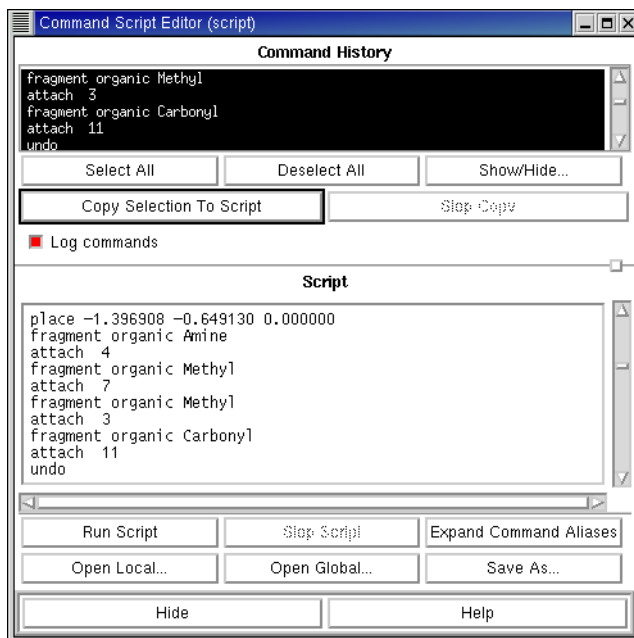 Command Script Editor (script)
Command History
fragment organic Methyl
attach  3
fragment organic Carbonyl
attach  11
undo
Select All
Deselect All
Show/Hide...
Copy Selection To Script
Stop Copy
Log commands
Script
place -1.396908 -0.649130 0.000000
fragment organic Amine
attach  4
fragment organic Methyl
attach  7
fragment organic Methyl
attach  3
fragment organic Carbonyl
attach  11
undo
Run Script
Stop Script
Expand Command Aliases
Open Local...
Open Global...
Save As...
Hide
Help